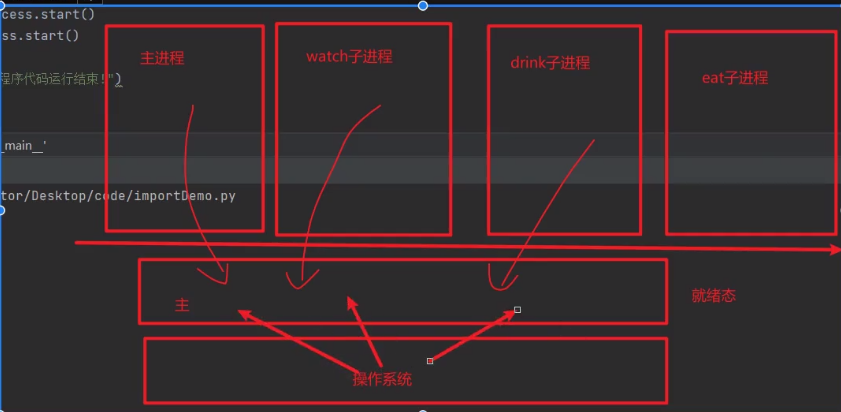 cess.start()
ss.start()
程序代码运行结束!")
_main__'
tor/Desktop/code/importDemo.py
主进程
watch子进程
drink子进程
eat子进程
主
就绪态
操作系统